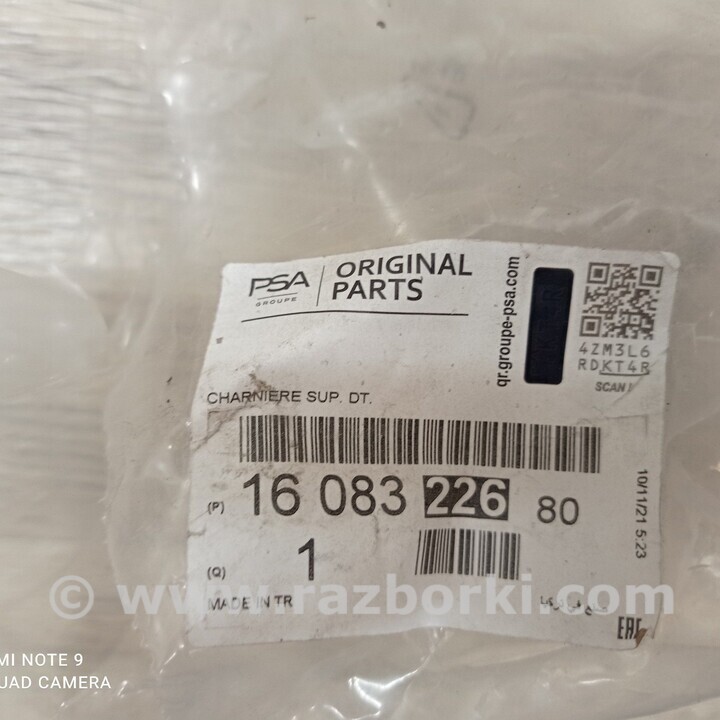 PSA
GROUPE
ORIGINAL
PARTS
qr.groupe-psa.com
4ZM3L6
RDKT4R
SCAN
CHARNIERE SUP. DT.
(P) 16 083 226 80
10/11/21 5:23
(Q) 1
© www.razborki.com
MADE IN TR
EAC
MI NOTE 9
QUAD CAMERA